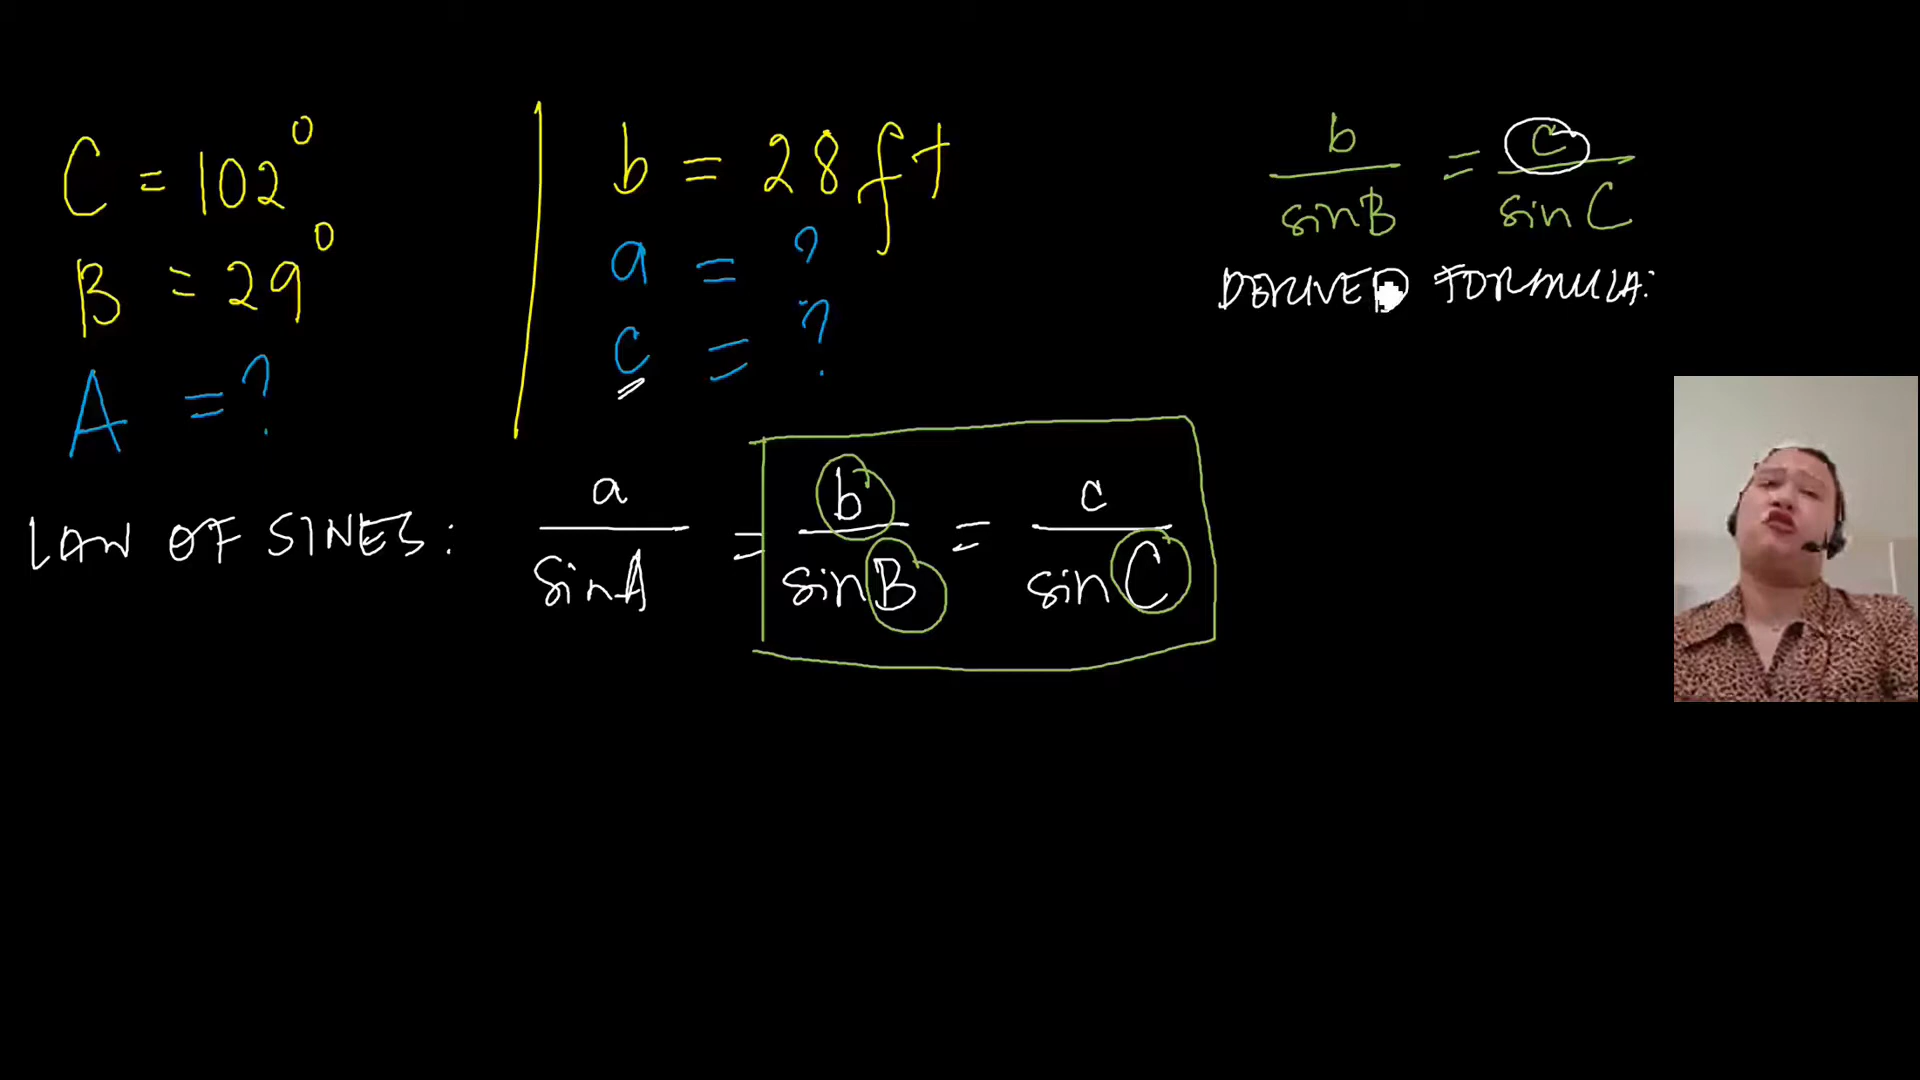 C = 102°
B = 29°
A = ?
b = 28 ft
a = ?
c = ?
b/sinB = c/sinC
DERIVED FORMULA:
LAW OF SINES: a/sinA = b/sinB = c/sinC